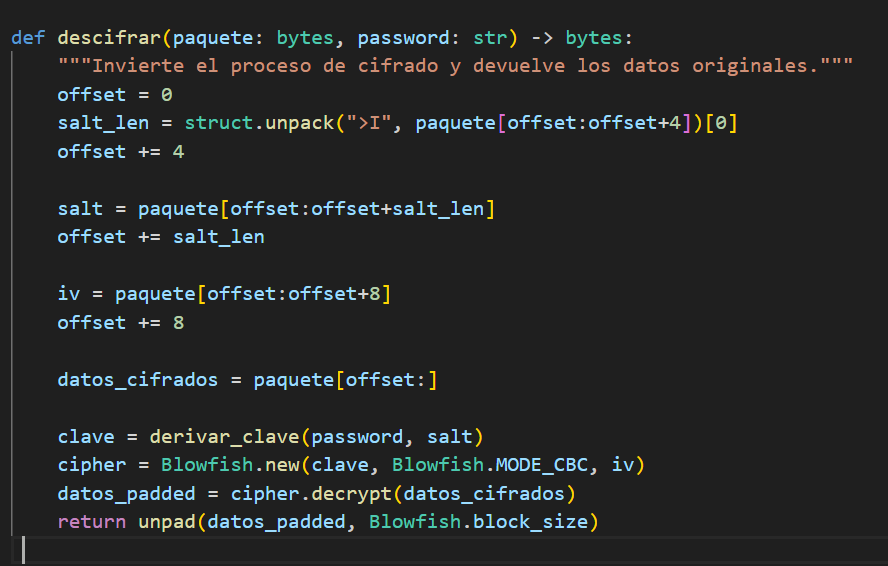 def descifrar(paquete: bytes, password: str) -> bytes:
    """Invierte el proceso de cifrado y devuelve los datos originales."""
    offset = 0
    salt_len = struct.unpack(">I", paquete[offset:offset+4])[0]
    offset += 4

    salt = paquete[offset:offset+salt_len]
    offset += salt_len

    iv = paquete[offset:offset+8]
    offset += 8

    datos_cifrados = paquete[offset:]

    clave = derivar_clave(password, salt)
    cipher = Blowfish.new(clave, Blowfish.MODE_CBC, iv)
    datos_padded = cipher.decrypt(datos_cifrados)
    return unpad(datos_padded, Blowfish.block_size)